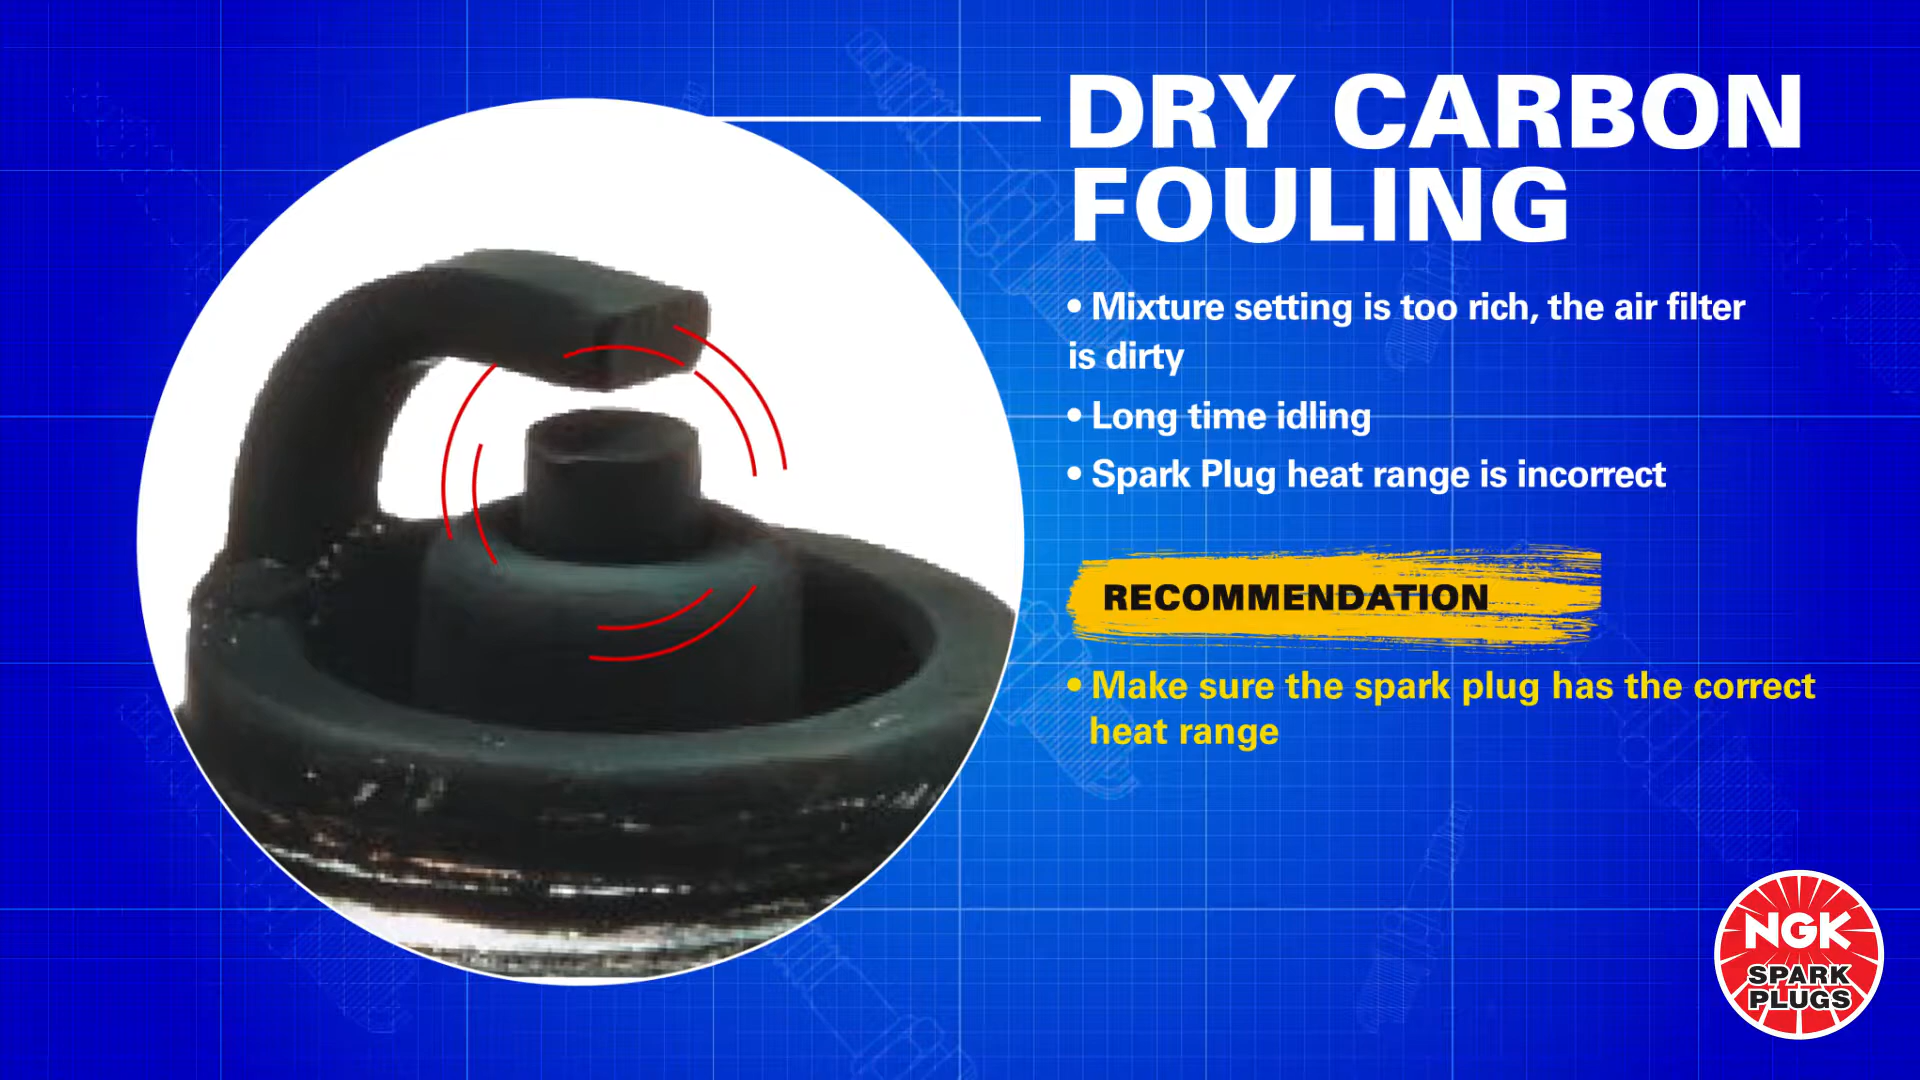 DRY CARBON
FOULING
• Mixture setting is too rich, the air filter
is dirty
• Long time idling
• Spark Plug heat range is incorrect
RECOMMENDATION
• Make sure the spark plug has the correct
heat range
NGK
SPARK
PLUGS